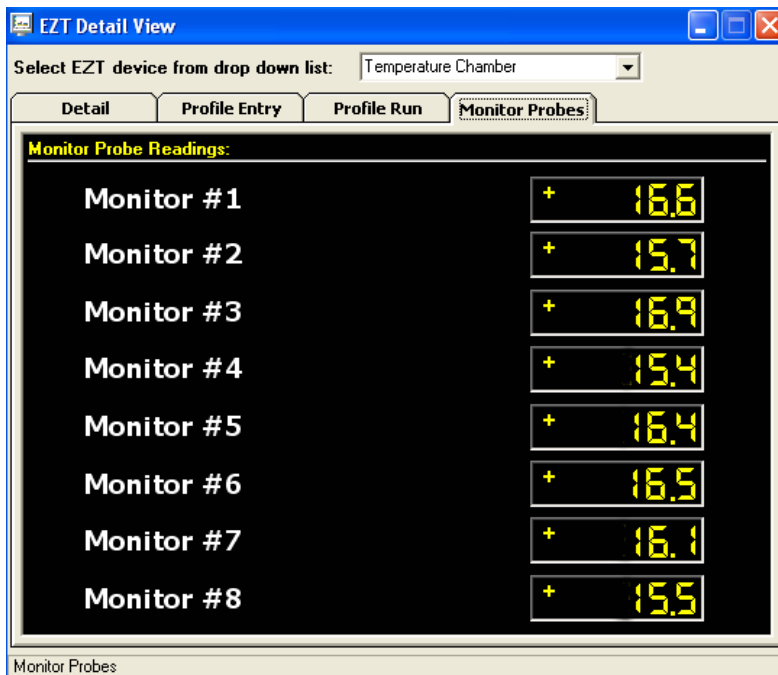 EZT Detail View
Select EZT device from drop down list: Temperature Chamber
Detail Profile Entry Profile Run Monitor Probes
Monitor Probe Readings:
Monitor #1 + 16.6
Monitor #2 + 15.7
Monitor #3 + 16.9
Monitor #4 + 15.4
Monitor #5 + 16.4
Monitor #6 + 16.5
Monitor #7 + 16.1
Monitor #8 + 15.5
Monitor Probes